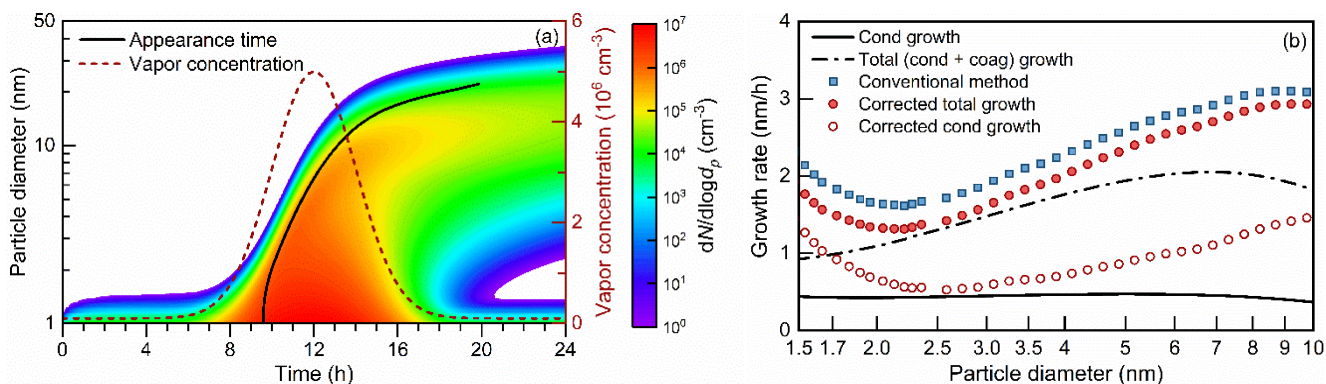 (a)
Appearance time
Vapor concentration
Particle diameter (nm)
50
10
1
0 4 8 12 16 20 24
Time (h)
6
5
4
3
2
1
0
Vapor concentration (10⁶ cm⁻³)
10⁷
10⁶
10⁵
10⁴
10³
10²
10¹
10⁰
dN/dlogdₚ (cm⁻³)
(b)
Cond growth
Total (cond + coag) growth
Conventional method
Corrected total growth
Corrected cond growth
Growth rate (nm/h)
4
3
2
1
0
1.5 1.7 2.0 2.5 3.0 3.5 4 5 6 7 8 9 10
Particle diameter (nm)